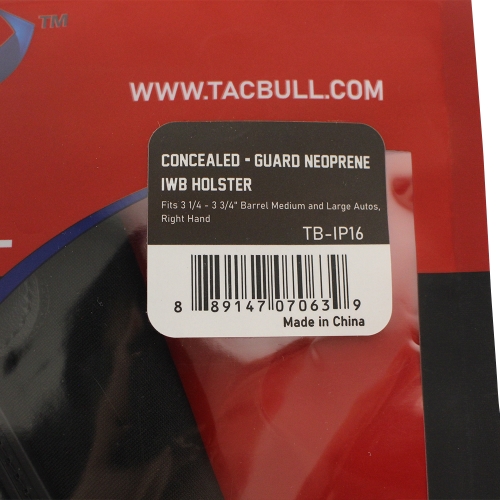 TM
WWW.TACBULL.COM
CONCEALED - GUARD NEOPRENE
IWB HOLSTER
Fits 3 1/4 - 3 3/4" Barrel Medium and Large Autos,
Right Hand
TB-IP16
8 89147 07063 9
Made in China